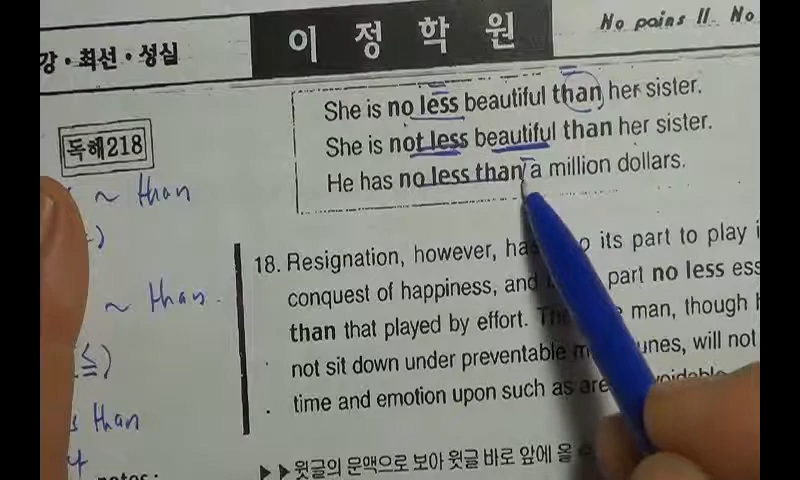 강·최선·성실
이 정 학 원
No pains II. No
독해218
She is no less beautiful than her sister.
She is not less beautiful than her sister.
He has no less than a million dollars.
~ than
~ than
than
notes:
18. Resignation, however, has its part to play
conquest of happiness, and part no less
than that played by effort. man, though
not sit down under preventable will not
time and emotion upon such as are
▶▶윗글의 문맥으로 보아 윗글 바로 앞에 올